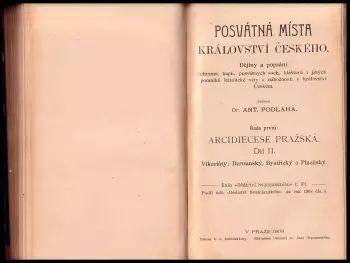 POSVÁTNÁ MÍSTA
KRÁLOVSTVÍ ČESKÉHO.
Dějiny a popsání
chrámů, kaplí, posvátných soch, klášterů i jiných
pomníků katolické víry a nábožnosti v království
Českém.
Dr. ANT. PODLAHA.
Řada první:
ARCIDIECESE PRAŽSKÁ.
Díl II.
Vikariáty: Berounský, Bystřický a Plzeňský.
V PRAZE 1908.